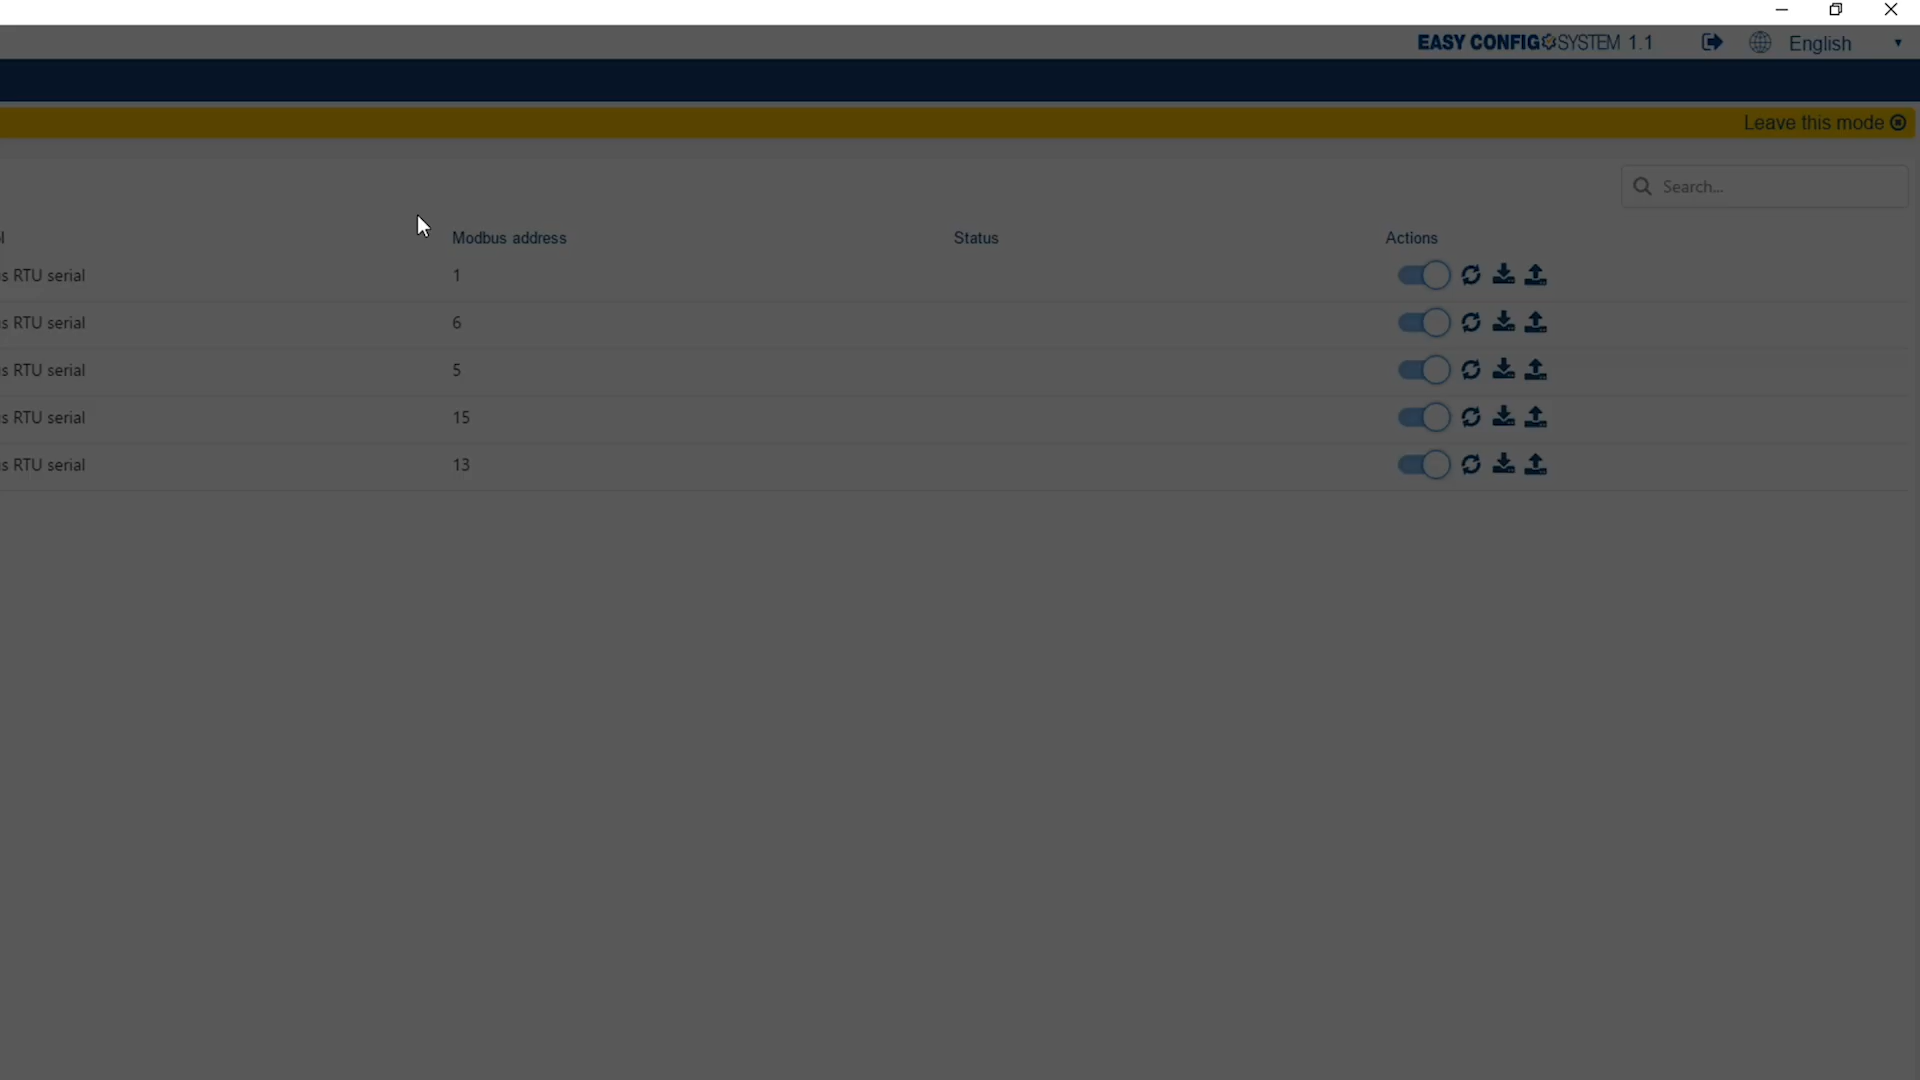 EASY CONFIG SYSTEM 1.1 English
Leave this mode
Search...
Modbus address Status Actions
RTU serial 1
RTU serial 6
RTU serial 5
RTU serial 15
RTU serial 13